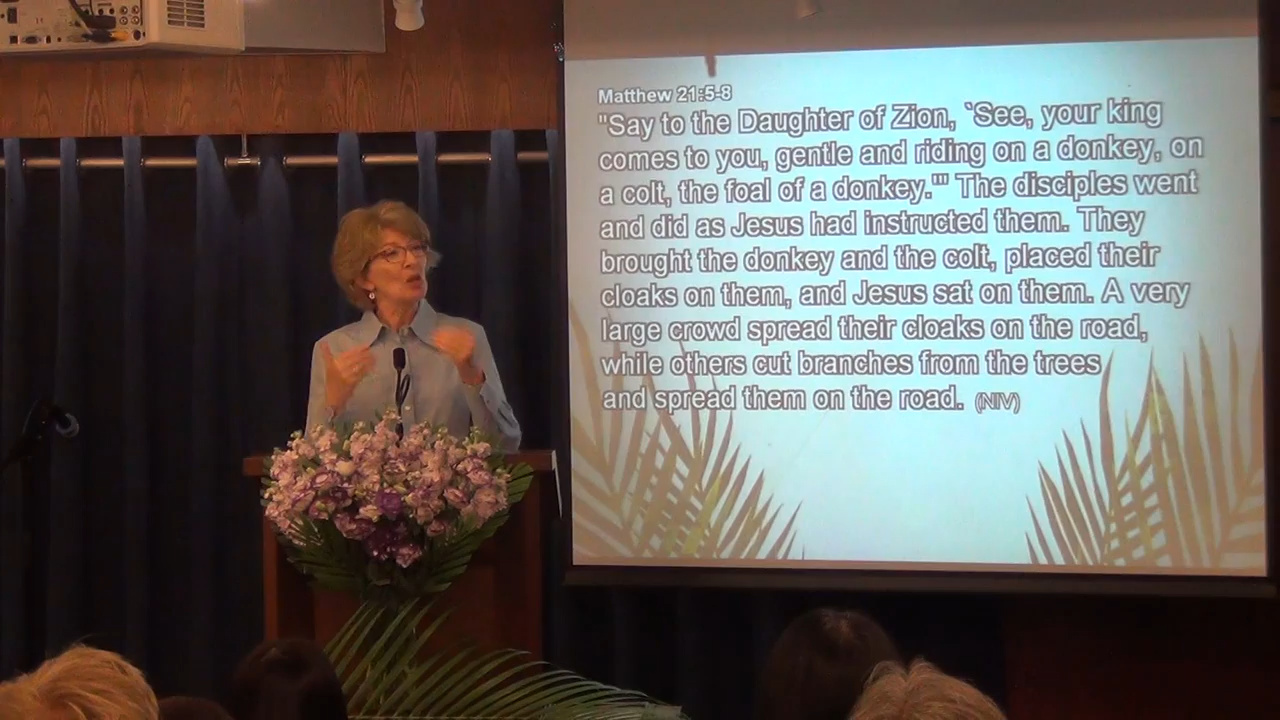 Matthew 21:5-8
"Say to the Daughter of Zion, `See, your king
comes to you, gentle and riding on a donkey, on
a colt, the foal of a donkey.'" The disciples went
and did as Jesus had instructed them. They
brought the donkey and the colt, placed their
cloaks on them, and Jesus sat on them. A very
large crowd spread their cloaks on the road,
while others cut branches from the trees
and spread them on the road. (NIV)